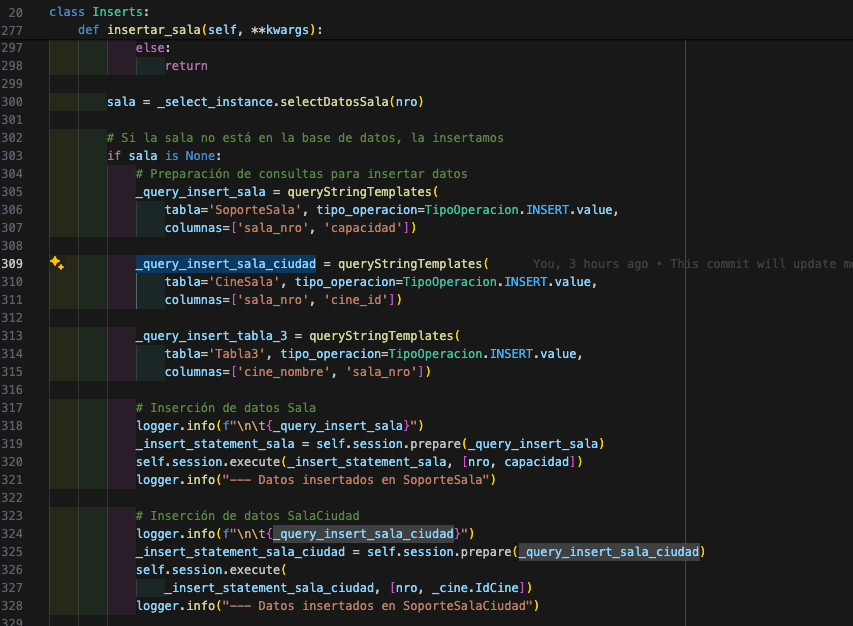 20 class Inserts:
277 def insertar_sala(self, **kwargs):
297 else:
298 return
299
300 sala = _select_instance.selectDatosSala(nro)
301
302 # Si la sala no está en la base de datos, la insertamos
303 if sala is None:
304 # Preparación de consultas para insertar datos
305 _query_insert_sala = queryStringTemplates(
306 tabla='SoporteSala', tipo_operacion=TipoOperacion.INSERT.value,
307 columnas=['sala_nro', 'capacidad'])
308
309 _query_insert_sala_ciudad = queryStringTemplates( You, 3 hours ago • This commit will update m
310 tabla='CineSala', tipo_operacion=TipoOperacion.INSERT.value,
311 columnas=['sala_nro', 'cine_id'])
312
313 _query_insert_tabla_3 = queryStringTemplates(
314 tabla='Tabla3', tipo_operacion=TipoOperacion.INSERT.value,
315 columnas=['cine_nombre', 'sala_nro'])
316
317 # Inserción de datos Sala
318 logger.info(f"\n\t{_query_insert_sala}")
319 _insert_statement_sala = self.session.prepare(_query_insert_sala)
320 self.session.execute(_insert_statement_sala, [nro, capacidad])
321 logger.info("--- Datos insertados en SoporteSala")
322
323 # Inserción de datos SalaCiudad
324 logger.info(f"\n\t{_query_insert_sala_ciudad}")
325 _insert_statement_sala_ciudad = self.session.prepare(_query_insert_sala_ciudad)
326 self.session.execute(
327 _insert_statement_sala_ciudad, [nro, _cine.IdCine])
328 logger.info("--- Datos insertados en SoporteSalaCiudad")
329